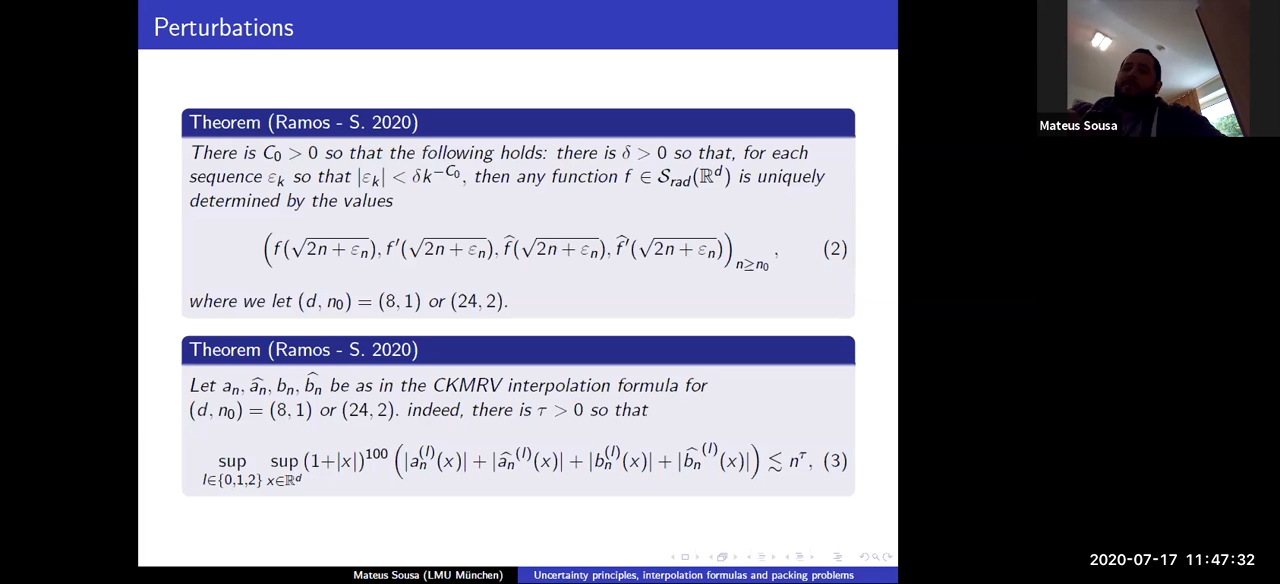 Perturbations
Theorem (Ramos - S. 2020)
There is C₀ > 0 so that the following holds: there is δ > 0 so that, for each
sequence εₖ so that |εₖ| < δk^{−C₀}, then any function f ∈ 𝒮_{rad}(ℝᵈ) is uniquely
determined by the values
(f(√(2n + εₙ)), f′(√(2n + εₙ)), f̂(√(2n + εₙ)), f̂′(√(2n + εₙ)))_{n≥n₀}, (2)
where we let (d, n₀) = (8, 1) or (24, 2).
Theorem (Ramos - S. 2020)
Let aₙ, âₙ, bₙ, b̂ₙ be as in the CKMRV interpolation formula for
(d, n₀) = (8, 1) or (24, 2). indeed, there is τ > 0 so that
sup_{l∈{0,1,2}} sup_{x∈ℝᵈ} (1+|x|)¹⁰⁰ (|aₙ^{(l)}(x)| + |âₙ^{(l)}(x)| + |bₙ^{(l)}(x)| + |b̂ₙ^{(l)}(x)|) ≲ n^τ, (3)
Mateus Sousa (LMU München) Uncertainty principles, interpolation formulas and packing problems
Mateus Sousa
2020-07-17 11:47:32